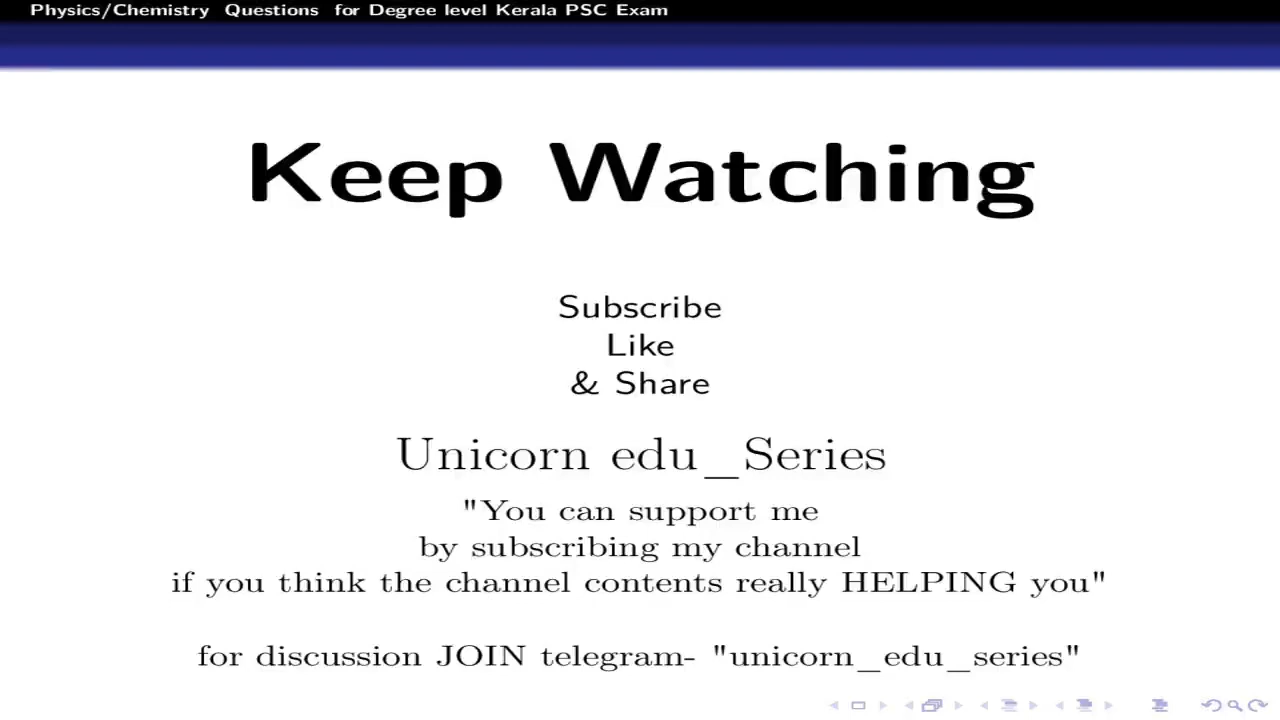 Physics/Chemistry Questions for Degree level Kerala PSC Exam
Keep Watching
Subscribe
Like
& Share
Unicorn edu_Series
"You can support me
by subscribing my channel
if you think the channel contents really HELPING you"
for discussion JOIN telegram- "unicorn_edu_series"